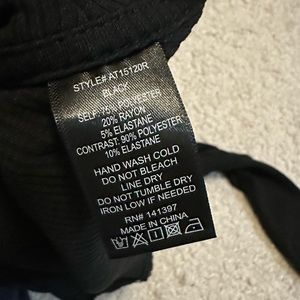 STYLE# AT15120R
BLACK
SELF: 75% POLYESTER
20% RAYON
5% ELASTANE
CONTRAST: 90% POLYESTER
10% ELASTANE
HAND WASH COLD
DO NOT BLEACH
LINE DRY
DO NOT TUMBLE DRY
IRON LOW IF NEEDED
RN# 141397
MADE IN CHINA